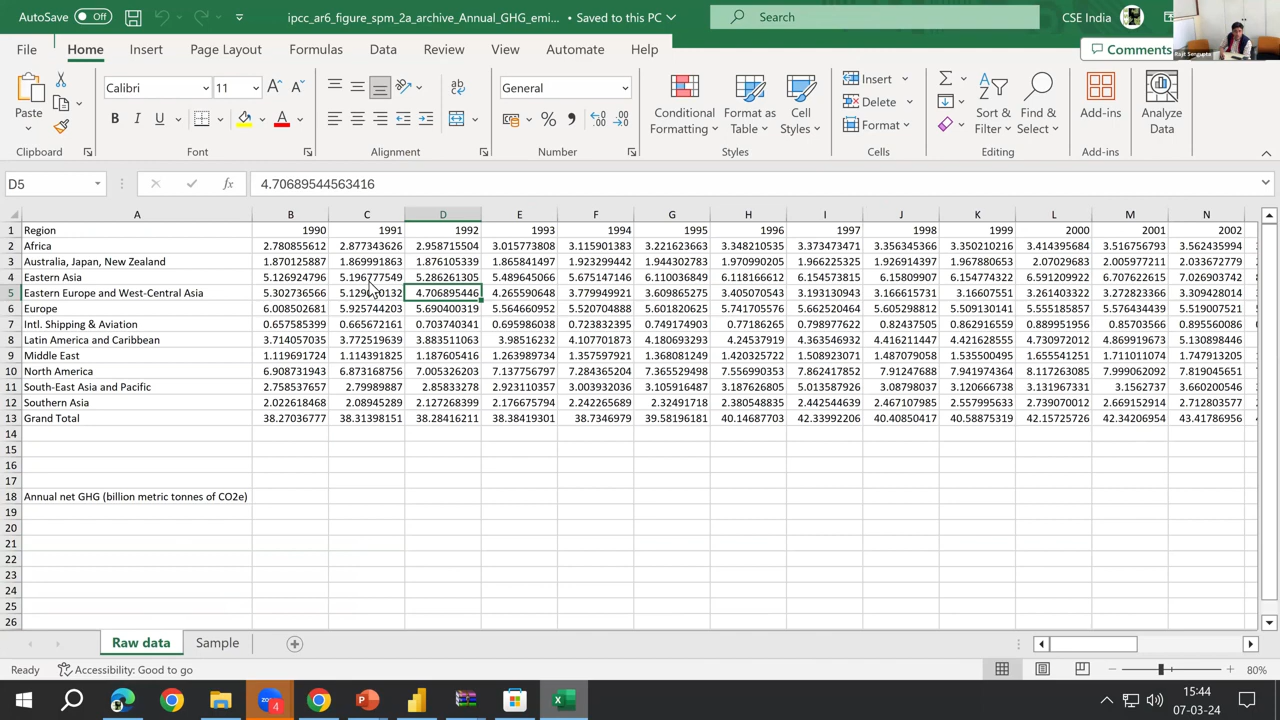 AutoSave Off ipcc_ar6_figure_spm_2a_archive_Annual_GHG_emi... • Saved to this PC Search CSE India
Rajit Sengupta
File Home Insert Page Layout Formulas Data Review View Automate Help Comments
Calibri 11 General Insert Delete Format
Paste B I U Conditional Formatting Format as Table Cell Styles Sort & Filter Find & Select Add-ins Analyze Data
Clipboard Font Alignment Number Styles Cells Editing Add-ins
D5 fx 4.70689544563416
A B C D E F G H I J K L M N
1 Region 1990 1991 1992 1993 1994 1995 1996 1997 1998 1999 2000 2001 2002
2 Africa 2.780855612 2.877343626 2.958715504 3.015773808 3.115901383 3.221623663 3.348210535 3.373473471 3.356345366 3.350210216 3.414395684 3.516756793 3.562435994
3 Australia, Japan, New Zealand 1.870125887 1.869991863 1.876105539 1.865841497 1.923299442 1.944302783 1.970990205 1.966225325 1.926914397 1.967880653 2.07029683 2.005977211 2.033672779
4 Eastern Asia 5.126924796 5.196777549 5.286261305 5.489645066 5.675147146 6.110036849 6.118166612 6.154573815 6.15809907 6.154774322 6.591209922 6.707622615 7.026903742
5 Eastern Europe and West-Central Asia 5.302736566 4.706895446 4.265590648 3.779949921 3.609865275 3.405070543 3.193130943 3.166615731 3.16607551 3.261403322 3.272823366 3.309428014
6 Europe 6.008502681 5.925744203 5.690400319 5.564660952 5.520704888 5.601820625 5.741705576 5.662520464 5.605298812 5.509130141 5.555185857 5.576434439 5.519007521
7 Intl. Shipping & Aviation 0.657585399 0.665672161 0.703740341 0.695986038 0.723832395 0.749174903 0.77186265 0.798977622 0.82437505 0.862916559 0.889951956 0.85703566 0.895560086
8 Latin America and Caribbean 3.714057035 3.772519639 3.883511063 3.98516232 4.107701873 4.180693293 4.24537919 4.363546932 4.416211447 4.421628555 4.730972012 4.869919673 5.130898446
9 Middle East 1.119691724 1.114391825 1.187605416 1.263989734 1.357597921 1.368081249 1.420325722 1.508923071 1.487079058 1.535500495 1.655541251 1.711011074 1.747913205
10 North America 6.908731943 6.873168756 7.005326203 7.137756797 7.284365204 7.365529498 7.556990353 7.862417852 7.91247688 7.941974364 8.117263085 7.999062092 7.819045651
11 South-East Asia and Pacific 2.758537657 2.79989887 2.85833278 2.923110357 3.003932036 3.105916487 3.187626805 5.013587926 3.08798037 3.120666738 3.131967331 3.1562737 3.660200546
12 Southern Asia 2.022618468 2.08945289 2.127268399 2.176675794 2.242265689 2.32491718 2.380548835 2.442544639 2.467107985 2.557995633 2.739070012 2.669152914 2.712803577
13 Grand Total 38.27036777 38.31398151 38.28416211 38.38419301 38.7346979 39.58196181 40.14687703 42.33992206 40.40850417 40.58875319 42.15725726 42.34206954 43.41786956
14
15
16
17
18 Annual net GHG (billion metric tonnes of CO2e)
19
20
21
22
23
24
25
26
Raw data Sample
Ready Accessibility: Good to go 80%
15:44
07-03-24